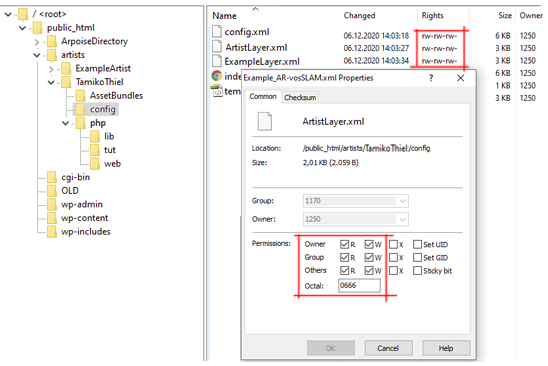 / <root>
public_html
ArpoiseDirectory
artists
ExampleArtist
TamikoThiel
AssetBundles
config
php
lib
tut
web
cgi-bin
OLD
wp-admin
wp-content
wp-includes
Name Changed Rights Size Owner
config.xml 06.12.2020 14:03:18 rw-rw-rw- 6 KB 1250
ArtistLayer.xml 06.12.2020 14:03:27 rw-rw-rw- 3 KB 1250
ExampleLayer.xml 06.12.2020 14:03:34 rw-rw-rw- 3 KB 1250
inde 6 KB 1250
tem 1 KB 1250
3 KB 1250
Example_AR-vosSLAM.xml Properties ? ×
Common Checksum
ArtistLayer.xml
Location: /public_html/artists/TamikoThiel/config
Size: 2,01 KB (2.059 B)
Group: 1170
Owner: 1250
Permissions: Owner R W X Set UID
Group R W X Set GID
Others R W X Sticky bit
Octal: 0666
OK Cancel Help